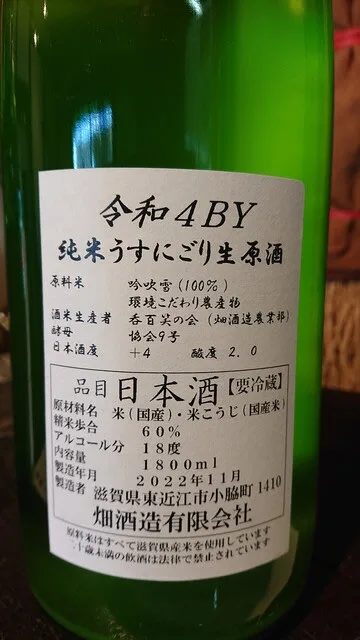 令和4BY
純米うすにごり生原酒
原料米 吟吹雪(100%)
環境こだわり農産物
酒米生産者 呑百笑の会(畑酒造農業部)
酵母 協会9号
日本酒度 +4 酸度 2.0
品目 日本酒【要冷蔵】
原材料名 米(国産)・米こうじ(国産米)
精米歩合 60%
アルコール分 18度
内容量 1800ml
製造年月 2022年11月
製造者 滋賀県東近江市小脇町1410
畑酒造有限会社
原料米はすべて滋賀県産米を使用しています
二十歳未満の飲酒は法律で禁止されています